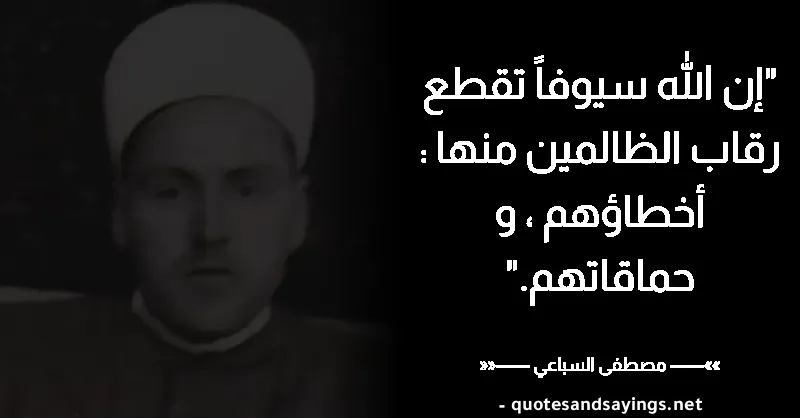 "إن الله سيوفاً تقطع
رقاب الظالمين منها :
أخطاؤهم ، و
حماقاتهم."
»»—— مصطفى السباعي ——««
- quotesandsayings.net